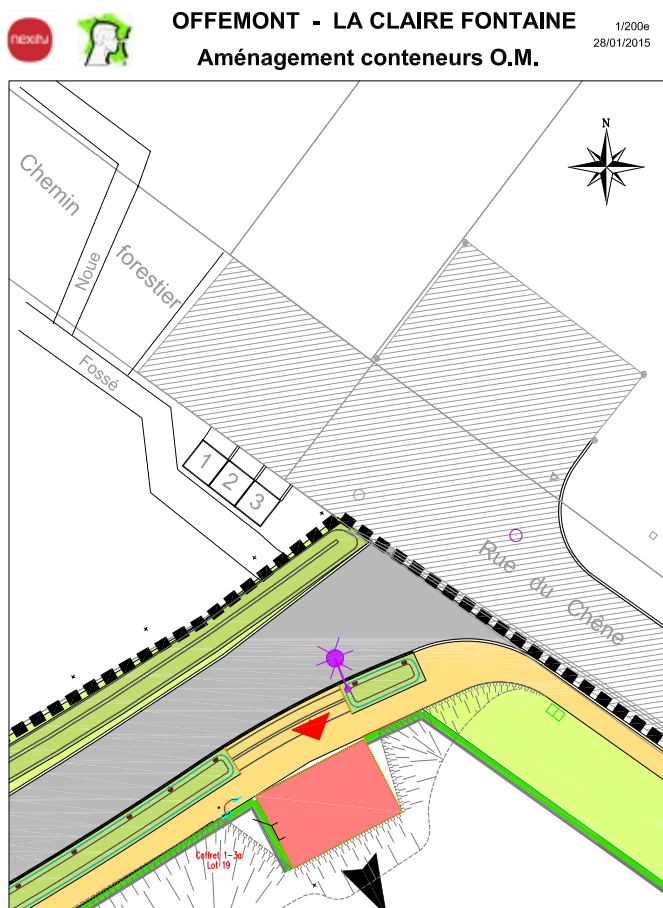 nexity
OFFEMONT - LA CLAIRE FONTAINE
Aménagement conteneurs O.M.
1/200e
28/01/2015
N
Chemin
forestier
Noue
Fossé
1
2
3
Rue du Chêne
Coffret 1-3a
Lot 19